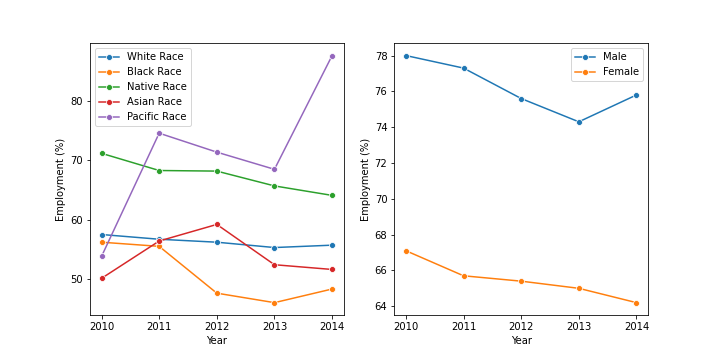 White Race
Black Race
Native Race
Asian Race
Pacific Race
80
70
60
50
Employment (%)
2010 2011 2012 2013 2014
Year
Male
Female
78
76
74
72
70
68
66
64
Employment (%)
2010 2011 2012 2013 2014
Year